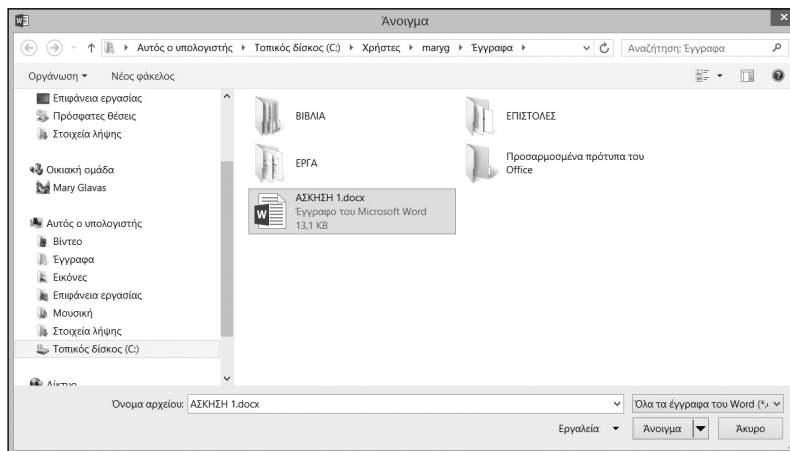 Άνοιγμα
Αυτός ο υπολογιστής ▸ Τοπικός δίσκος (C:) ▸ Χρήστες ▸ maryg ▸ Έγγραφα ▸
Αναζήτηση: Έγγραφα
Οργάνωση
Νέος φάκελος
Επιφάνεια εργασίας
Πρόσφατες θέσεις
Στοιχεία λήψης
Οικιακή ομάδα
Mary Glavas
Αυτός ο υπολογιστής
Βίντεο
Έγγραφα
Εικόνες
Επιφάνεια εργασίας
Μουσική
Στοιχεία λήψης
Τοπικός δίσκος (C:)
Δίκτυο
ΒΙΒΛΙΑ
ΕΠΙΣΤΟΛΕΣ
ΕΡΓΑ
Προσαρμοσμένα πρότυπα του
Office
ΑΣΚΗΣΗ 1.docx
Έγγραφο του Microsoft Word
13,1 KB
Όνομα αρχείου: ΑΣΚΗΣΗ 1.docx
Όλα τα έγγραφα του Word (*.
Εργαλεία
Άνοιγμα
Άκυρο